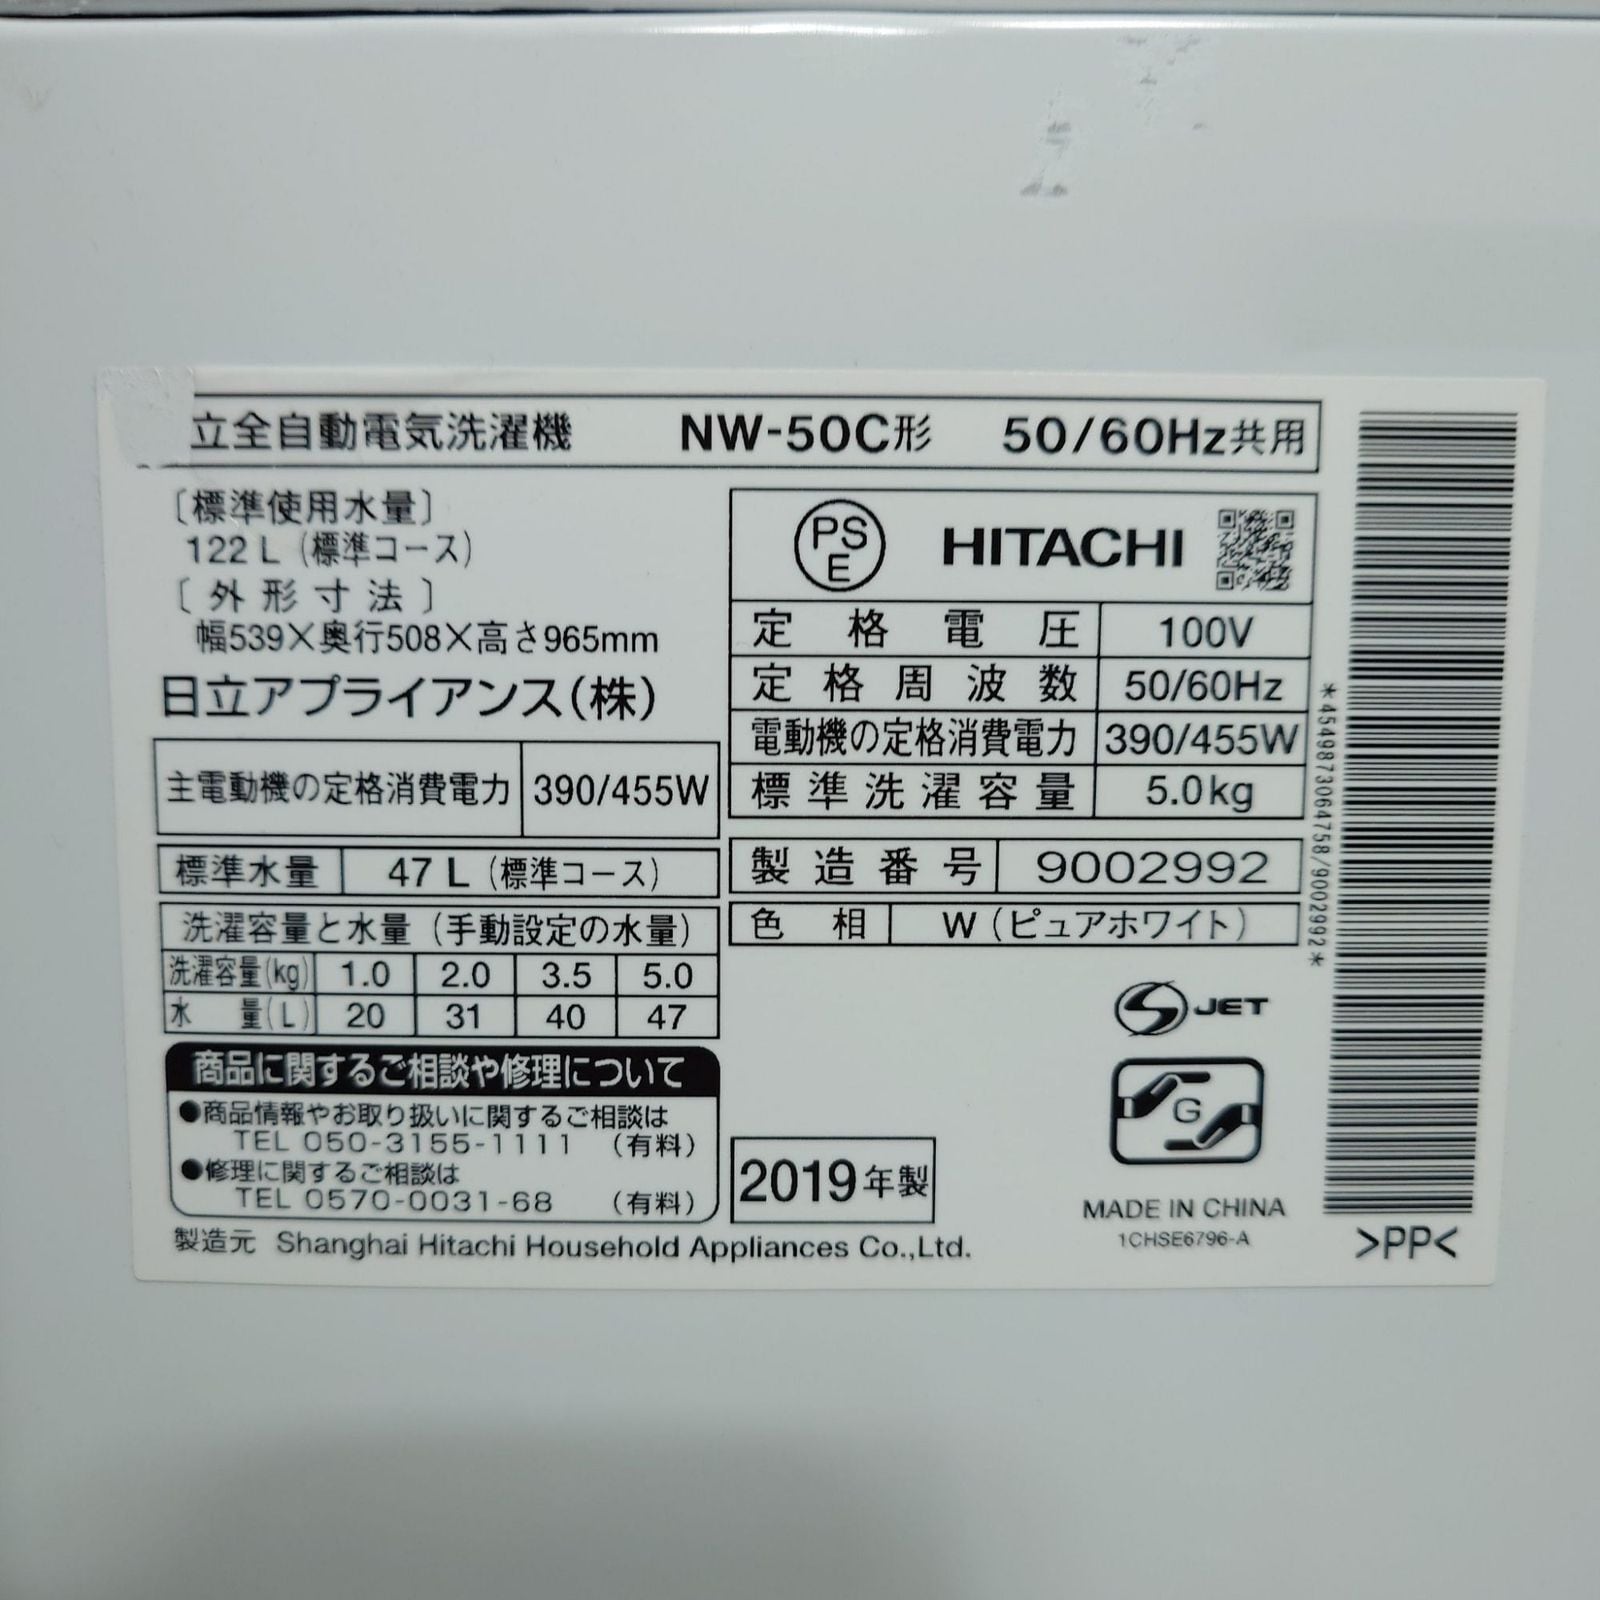 立全自動電気洗濯機 NW-50C形 50/60Hz共用
〔標準使用水量〕
122 L (標準コース)
〔外形寸法〕
幅539×奥行508×高さ965mm
日立アプライアンス(株)
主電動機の定格消費電力 390/455W
標準水量 47 L (標準コース)
洗濯容量と水量 (手動設定の水量)
洗濯容量(kg) 1.0 2.0 3.5 5.0
水量(L) 20 31 40 47
商品に関するご相談や修理について
●商品情報やお取り扱いに関するご相談は
TEL 050-3155-1111 (有料)
●修理に関するご相談は
TEL 0570-0031-68 (有料)
製造元 Shanghai Hitachi Household Appliances Co.,Ltd.
PS E HITACHI
定格電圧 100V
定格周波数 50/60Hz
電動機の定格消費電力 390/455W
標準洗濯容量 5.0kg
製造番号 9002992
色相 W (ピュアホワイト)
S JET
G
2019年製
MADE IN CHINA
1CHSE6796-A
*4549873064758/9002992*
>PP<